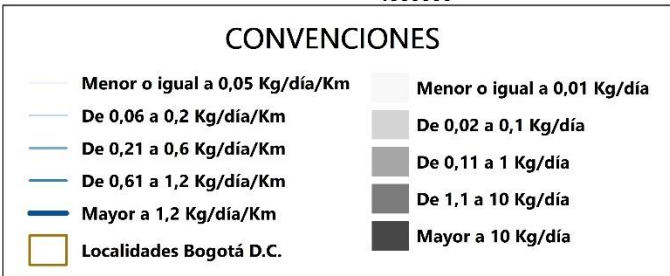 CONVENCIONES
Menor o igual a 0,05 Kg/día/Km
De 0,06 a 0,2 Kg/día/Km
De 0,21 a 0,6 Kg/día/Km
De 0,61 a 1,2 Kg/día/Km
Mayor a 1,2 Kg/día/Km
Localidades Bogotá D.C.
Menor o igual a 0,01 Kg/día
De 0,02 a 0,1 Kg/día
De 0,11 a 1 Kg/día
De 1,1 a 10 Kg/día
Mayor a 10 Kg/día